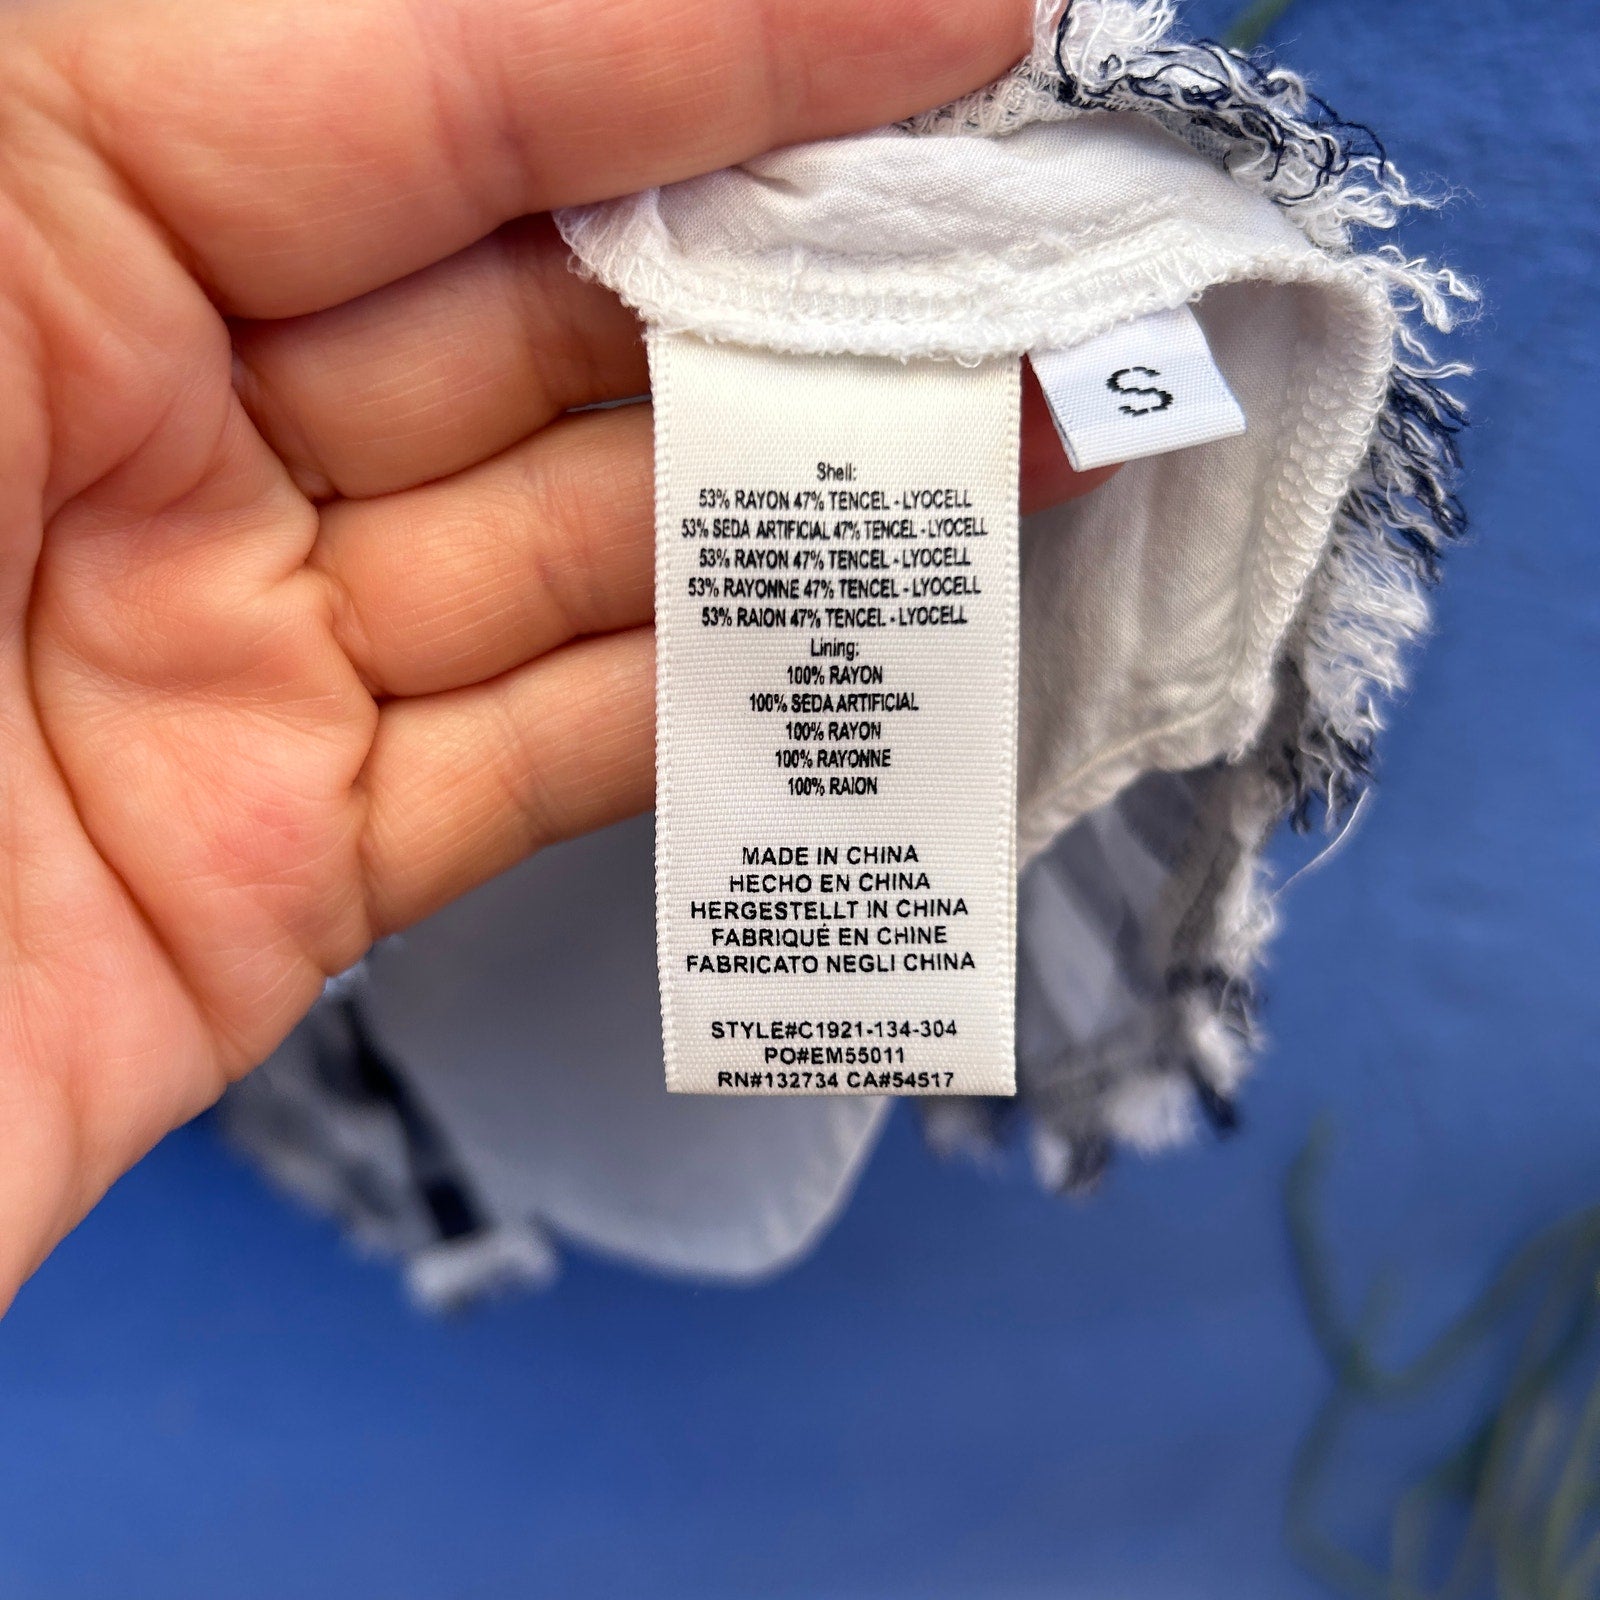 S
Shell:
53% RAYON 47% TENCEL - LYOCELL
53% SEDA ARTIFICIAL 47% TENCEL - LYOCELL
53% RAYON 47% TENCEL - LYOCELL
53% RAYONNE 47% TENCEL - LYOCELL
53% RAION 47% TENCEL - LYOCELL
Lining:
100% RAYON
100% SEDA ARTIFICIAL
100% RAYON
100% RAYONNE
100% RAION
MADE IN CHINA
HECHO EN CHINA
HERGESTELLT IN CHINA
FABRIQUÉ EN CHINE
FABRICATO NEGLI CHINA
STYLE#C1921-134-304
PO#EM55011
RN#132734 CA#54517